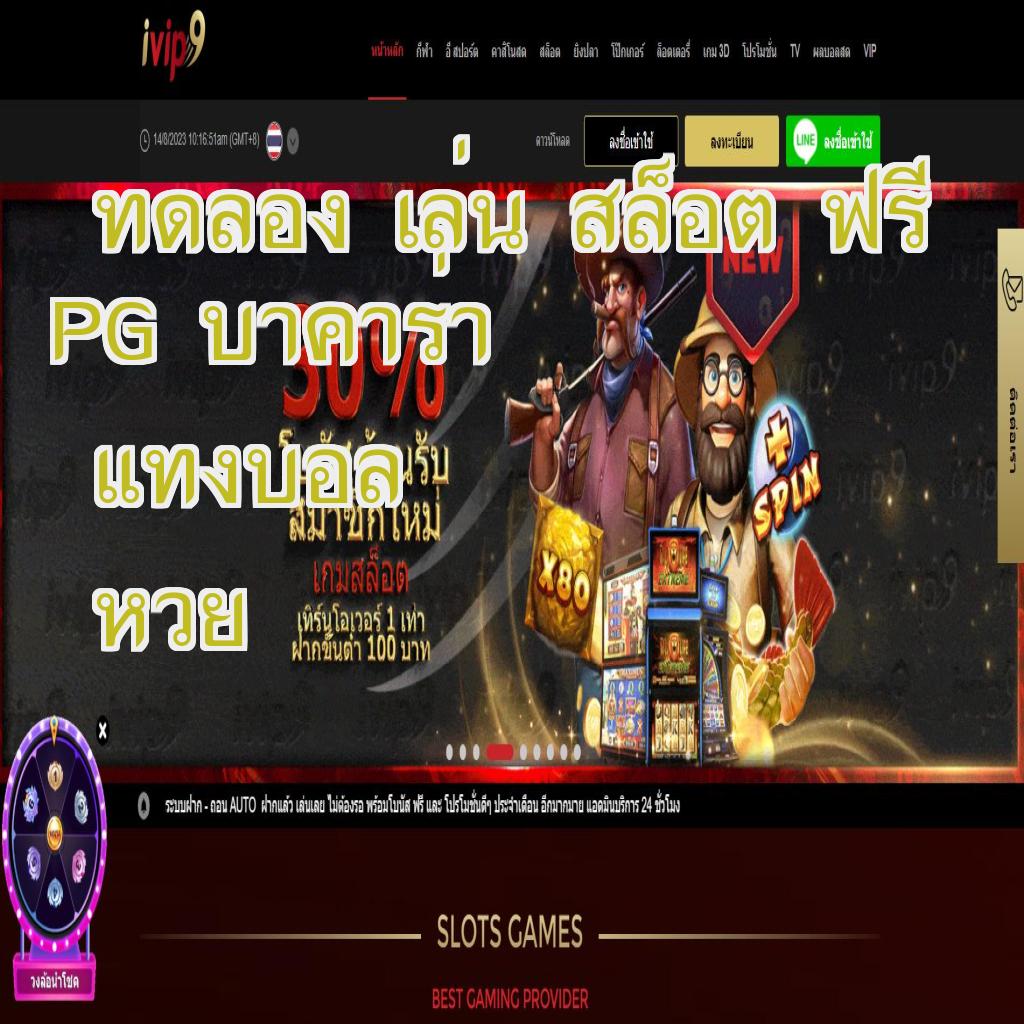 ivip9
หน้าหลัก กีฬา อี สปอร์ต คาสิโนสด สล็อต ยิงปลา โป๊กเกอร์ ล็อตเตอรี่ เกม 3D โปรโมชั่น TV ผลบอลสด VIP
14/8/2023 10:16:51am (GMT+8)
ดาวน์โหลด ลงชื่อเข้าใช้ ลงทะเบียน LINE ลงชื่อเข้าใช้
ทดลอง เล่น สล็อต ฟรี
NEW
PG บาคารา
30%
ติดต่อเรา
แทงบอล
สมาชิกใหม่
+ SPIN
เกมสล็อต
X80
EXTREME
หวย
เทิร์นโอเวอร์ 1 เท่า
ฝากขั้นต่ำ 100 บาท
X
ระบบฝาก - ถอน AUTO ฝากแล้ว เล่นเลย ไม่ต้องรอ พร้อมโบนัส ฟรี และ โปรโมชั่นดีๆ ประจำเดือน อีกมากมาย แอดมินบริการ 24 ชั่วโมง
SLOTS GAMES
วงล้อนำโชค
BEST GAMING PROVIDER